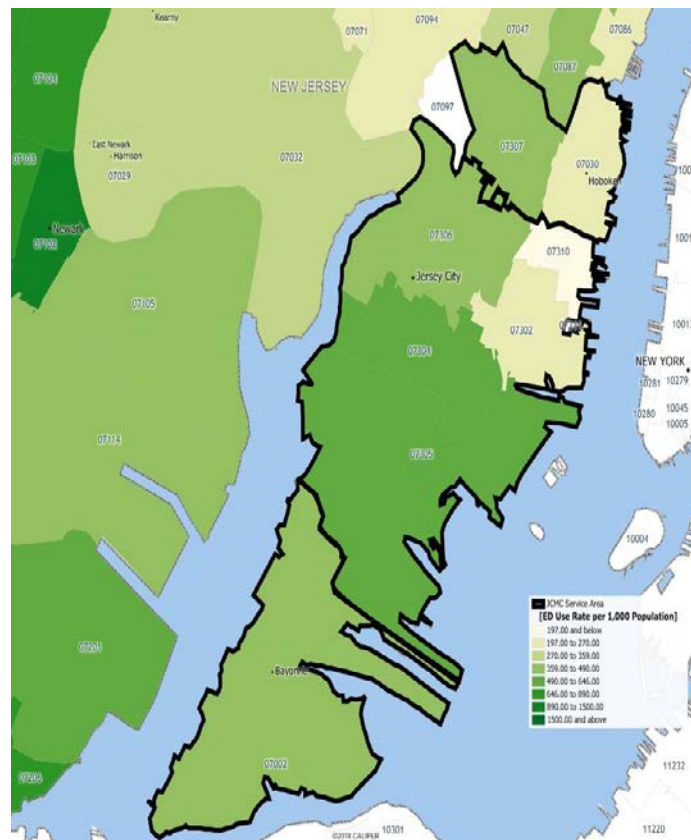 Kearny
07094
07071
07047
07086
07104
07087
NEW JERSEY
07097
East Newark
Harrison
07103
07032
07307
07029
07030
Hoboken
07102
Newark
07306
07310
Jersey City
07105
07302
07304
NEW YORK
10281
10279
10280
10045
10005
07114
07305
10004
JCMC Service Area
[ED Use Rate per 1,000 Population]
197.00 and below
197.00 to 270.00
270.00 to 359.00
359.00 to 490.00
490.00 to 646.00
646.00 to 890.00
890.00 to 1500.00
1500.00 and above
07201
Bayonne
07002
07206
11232
©2018 CALIPER
10301
11220